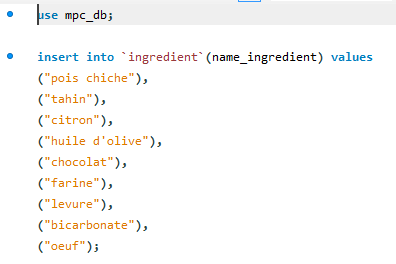 use mpc_db;
insert into `ingredient`(name_ingredient) values
("pois chiche"),
("tahin"),
("citron"),
("huile d'olive"),
("chocolat"),
("farine"),
("levure"),
("bicarbonate"),
("oeuf");